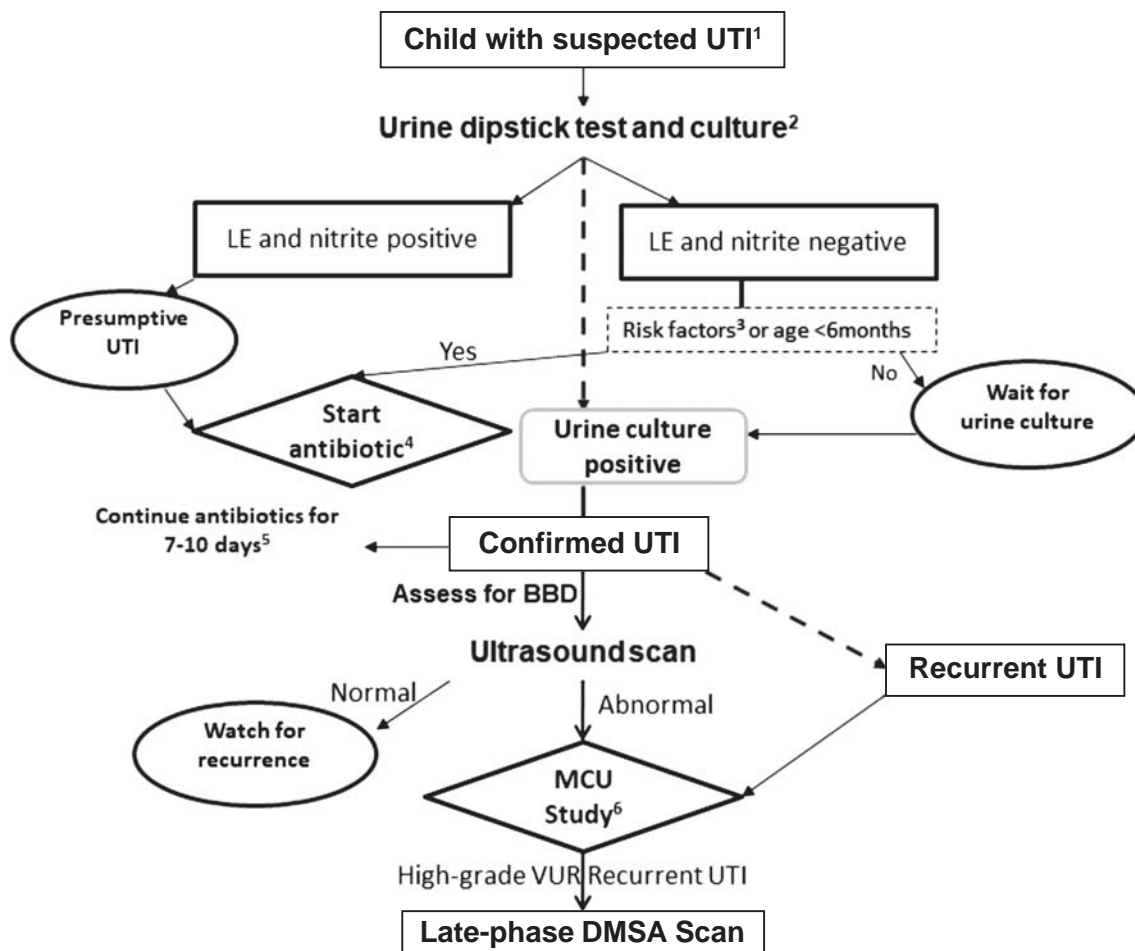 Child with suspected UTI¹
Urine dipstick test and culture²
LE and nitrite positive
LE and nitrite negative
Presumptive
UTI
Risk factors³ or age <6months
Yes
No
Start
antibiotic⁴
Urine culture
positive
Wait for
urine culture
Continue antibiotics for
7-10 days⁵
Confirmed UTI
Assess for BBD
Ultrasound scan
Recurrent UTI
Normal
Abnormal
Watch for
recurrence
MCU
Study⁶
High-grade VUR Recurrent UTI
Late-phase DMSA Scan